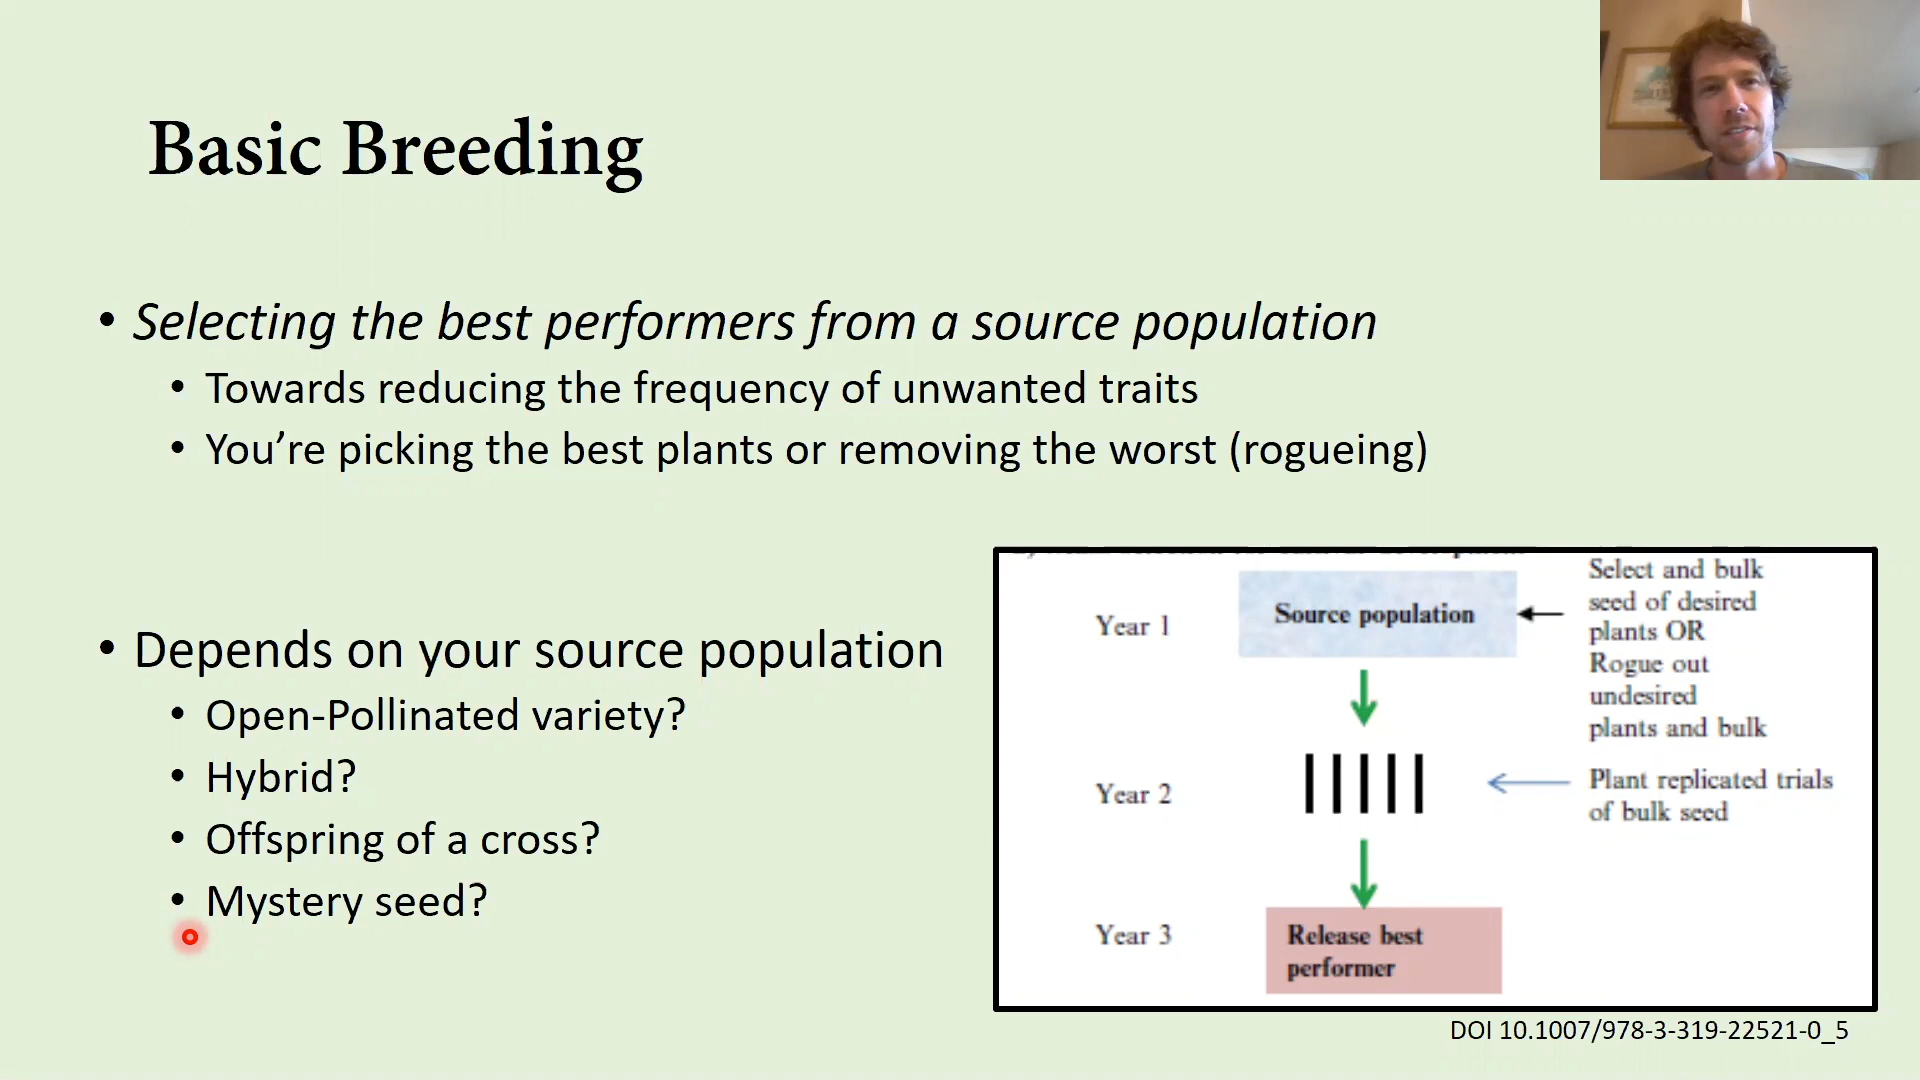 Basic Breeding
• Selecting the best performers from a source population
• Towards reducing the frequency of unwanted traits
• You’re picking the best plants or removing the worst (rogueing)
• Depends on your source population
• Open-Pollinated variety?
• Hybrid?
• Offspring of a cross?
• Mystery seed?
Year 1
Source population
Select and bulk
seed of desired
plants OR
Rogue out
undesired
plants and bulk
Year 2
Plant replicated trials
of bulk seed
Year 3
Release best
performer
DOI 10.1007/978-3-319-22521-0_5